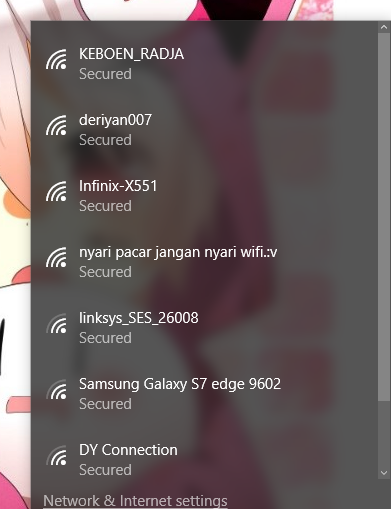 KEBOEN_RADJA
Secured
deriyan007
Secured
Infinix-X551
Secured
nyari pacar jangan nyari wifi.:v
Secured
linksys_SES_26008
Secured
Samsung Galaxy S7 edge 9602
Secured
DY Connection
Secured
Network & Internet settings